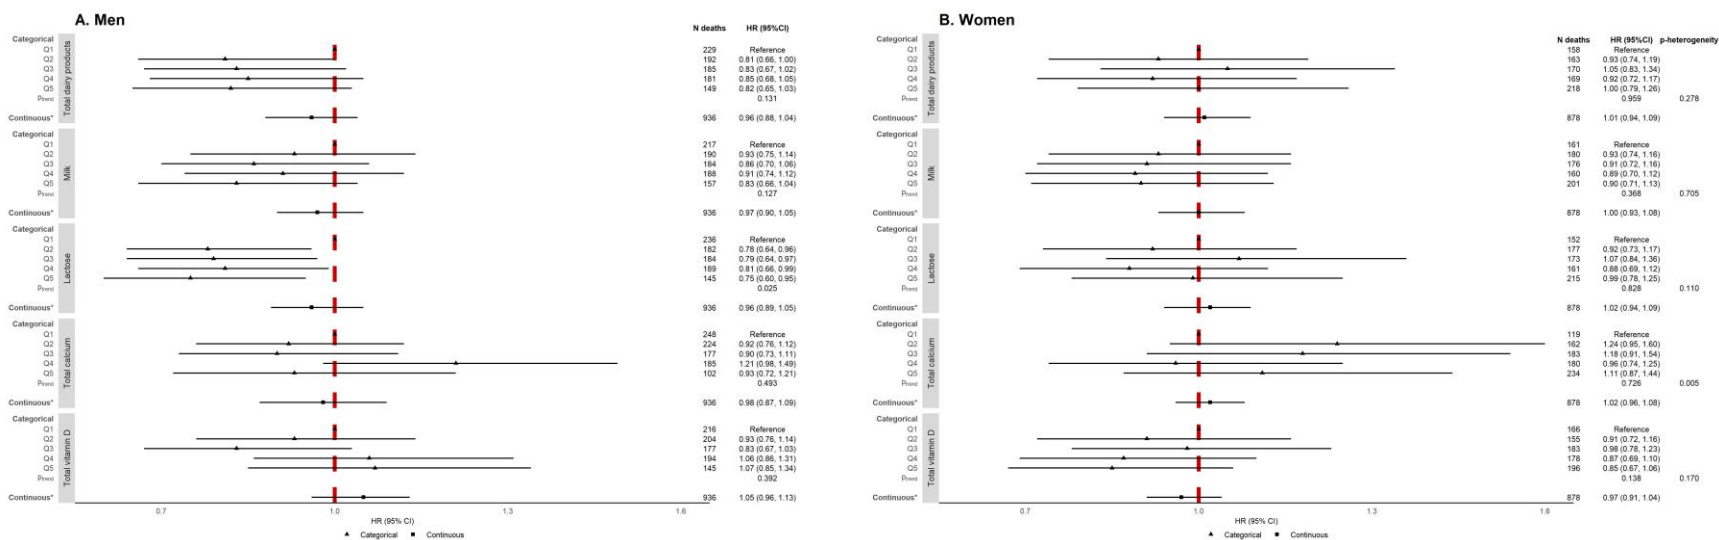 A. Men
N deaths HR (95%CI)
Total dairy products
Categorical
Q1 229 Reference
Q2 192 0.81 (0.66, 1.00)
Q3 185 0.83 (0.67, 1.02)
Q4 181 0.85 (0.68, 1.05)
Q5 149 0.82 (0.65, 1.03)
Ptrend 0.131
Continuous* 936 0.96 (0.88, 1.04)
Milk
Categorical
Q1 217 Reference
Q2 190 0.93 (0.75, 1.14)
Q3 184 0.86 (0.70, 1.06)
Q4 188 0.91 (0.74, 1.12)
Q5 157 0.83 (0.66, 1.04)
Ptrend 0.127
Continuous* 936 0.97 (0.90, 1.05)
Lactose
Categorical
Q1 236 Reference
Q2 182 0.78 (0.64, 0.96)
Q3 184 0.79 (0.64, 0.97)
Q4 189 0.81 (0.66, 0.99)
Q5 145 0.75 (0.60, 0.95)
Ptrend 0.025
Continuous* 936 0.96 (0.89, 1.05)
Total calcium
Categorical
Q1 248 Reference
Q2 224 0.92 (0.76, 1.12)
Q3 177 0.90 (0.73, 1.11)
Q4 185 1.21 (0.98, 1.49)
Q5 102 0.93 (0.72, 1.21)
Ptrend 0.493
Continuous* 936 0.98 (0.87, 1.09)
Total vitamin D
Categorical
Q1 216 Reference
Q2 204 0.93 (0.76, 1.14)
Q3 177 0.83 (0.67, 1.03)
Q4 194 1.06 (0.86, 1.31)
Q5 145 1.07 (0.85, 1.34)
Ptrend 0.392
Continuous* 936 1.05 (0.96, 1.13)
0.7 1.0 1.3 1.6
HR (95% CI)
Categorical Continuous
B. Women
N deaths HR (95%CI) p-heterogeneity
Total dairy products
Categorical
Q1 158 Reference
Q2 163 0.93 (0.74, 1.19)
Q3 170 1.05 (0.83, 1.34)
Q4 169 0.92 (0.72, 1.17)
Q5 218 1.00 (0.79, 1.26)
Ptrend 0.959 0.278
Continuous* 878 1.01 (0.94, 1.09)
Milk
Categorical
Q1 161 Reference
Q2 180 0.93 (0.74, 1.16)
Q3 176 0.91 (0.72, 1.16)
Q4 160 0.89 (0.70, 1.12)
Q5 201 0.90 (0.71, 1.13)
Ptrend 0.368 0.705
Continuous* 878 1.00 (0.93, 1.08)
Lactose
Categorical
Q1 152 Reference
Q2 177 0.92 (0.73, 1.17)
Q3 173 1.07 (0.84, 1.36)
Q4 161 0.88 (0.69, 1.12)
Q5 215 0.99 (0.78, 1.25)
Ptrend 0.828 0.110
Continuous* 878 1.02 (0.94, 1.09)
Total calcium
Categorical
Q1 119 Reference
Q2 162 1.24 (0.95, 1.60)
Q3 183 1.18 (0.91, 1.54)
Q4 180 0.96 (0.74, 1.25)
Q5 234 1.11 (0.87, 1.44)
Ptrend 0.726 0.005
Continuous* 878 1.02 (0.96, 1.08)
Total vitamin D
Categorical
Q1 166 Reference
Q2 155 0.91 (0.72, 1.16)
Q3 183 0.98 (0.78, 1.23)
Q4 178 0.87 (0.69, 1.10)
Q5 196 0.85 (0.67, 1.06)
Ptrend 0.138 0.170
Continuous* 878 0.97 (0.91, 1.04)
0.7 1.0 1.3 1.6
HR (95% CI)
Categorical Continuous